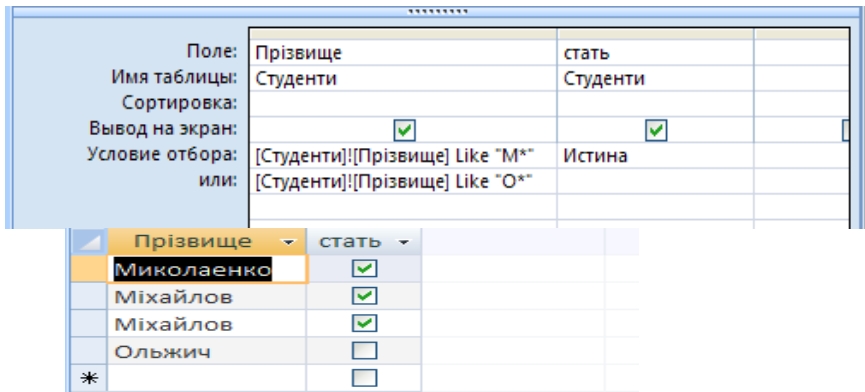 Поле: Прізвище стать
Имя таблицы: Студенти Студенти
Сортировка:
Вывод на экран:
Условие отбора: [Студенти]![Прізвище] Like "М*" Истина
или: [Студенти]![Прізвище] Like "О*"
Прізвище стать
Миколаенко
Міхайлов
Міхайлов
Ольжич